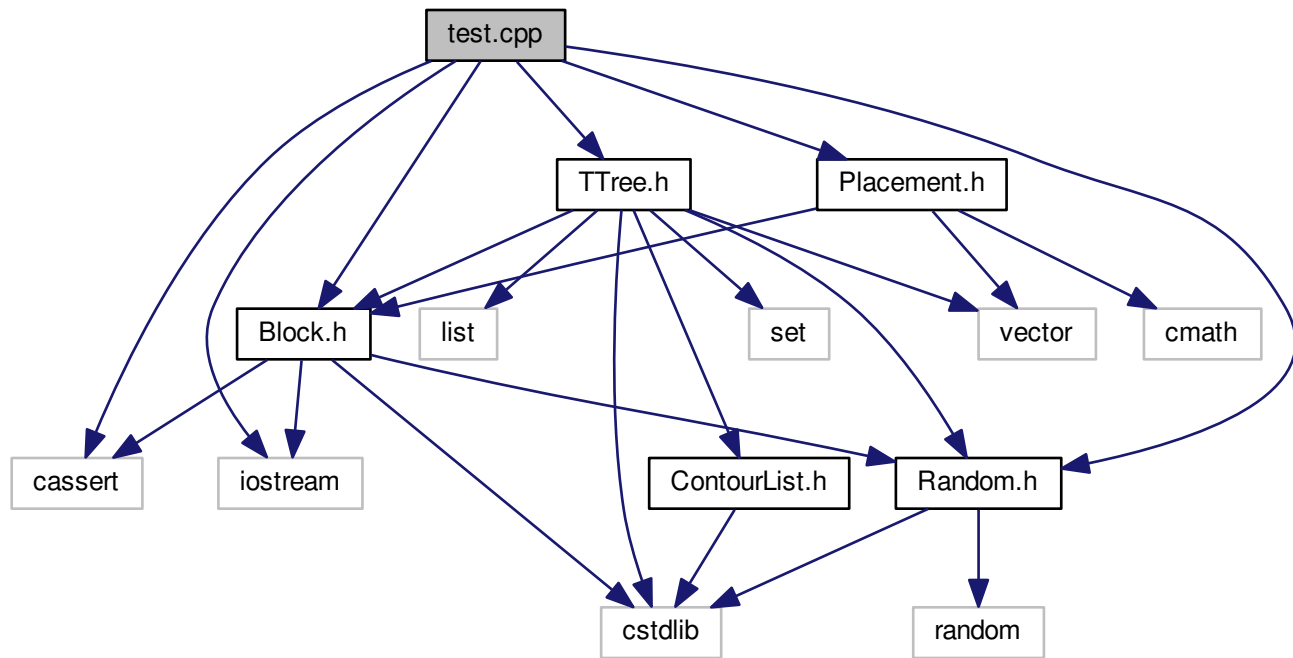 test.cpp
TTree.h
Placement.h
Block.h
list
set
vector
cmath
cassert
iostream
ContourList.h
Random.h
cstdlib
random